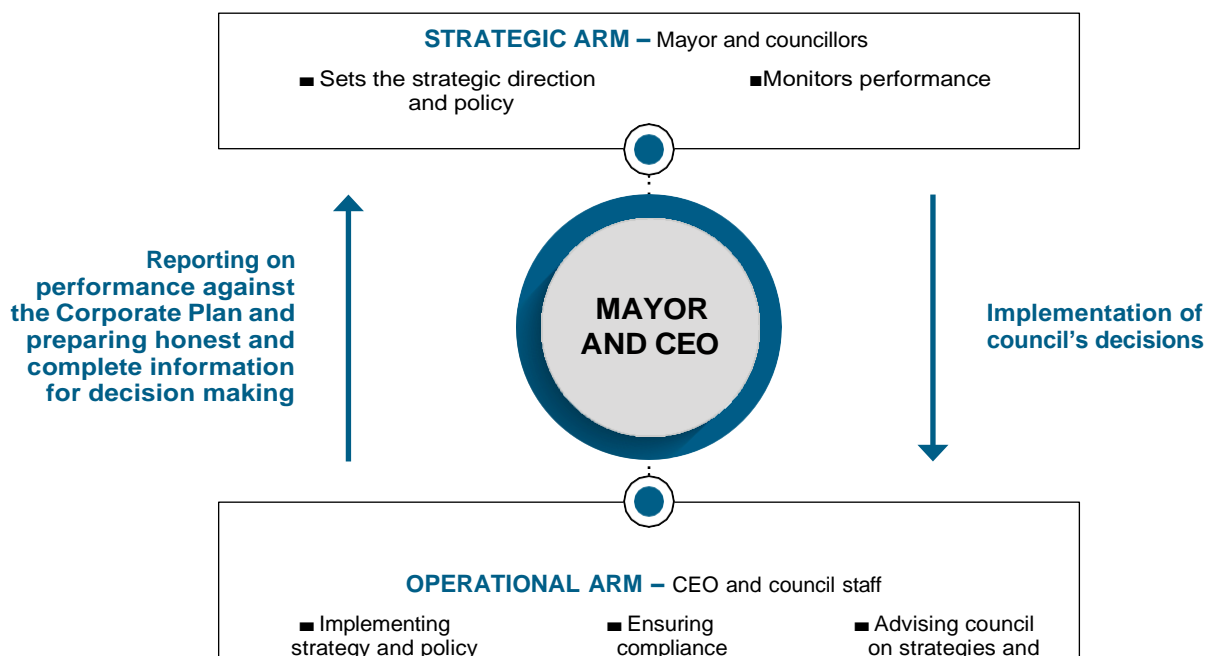 STRATEGIC ARM – Mayor and councillors
■ Sets the strategic direction
and policy
■Monitors performance
Reporting on
performance against
the Corporate Plan and
preparing honest and
complete information
for decision making
MAYOR
AND CEO
Implementation of
council’s decisions
OPERATIONAL ARM – CEO and council staff
■ Implementing
strategy and policy
■ Ensuring
compliance
■ Advising council
on strategies and